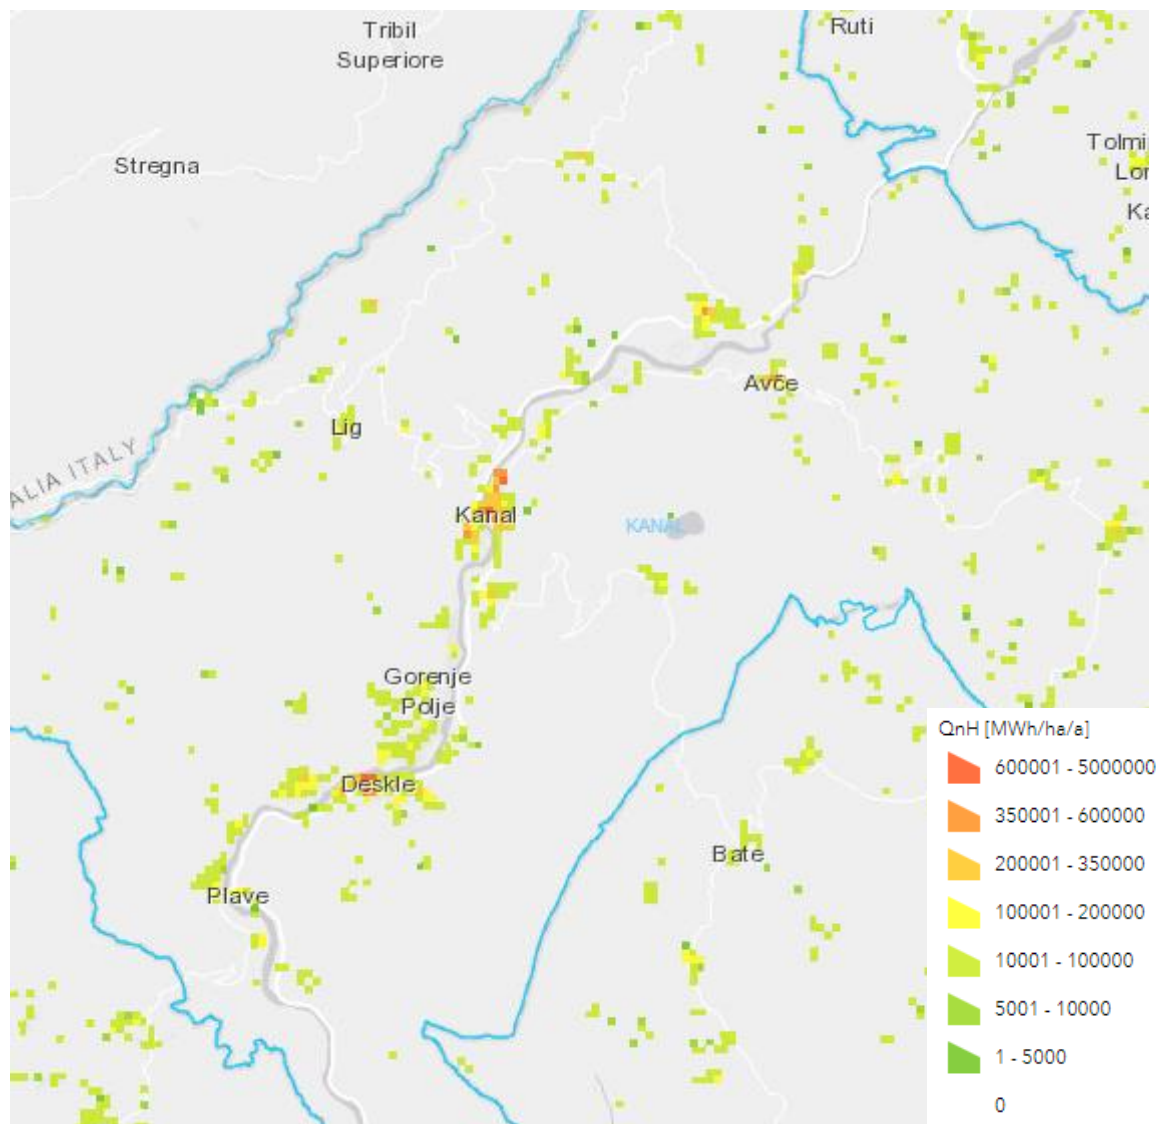 Tribil
Superiore
Ruti
Stregna
Tolmi
Lor
Ka
Avče
Lig
ALIA ITALY
Kanal
KANAL
Gorenje
Polje
Deskle
Bate
Plave
QnH [MWh/ha/a]
600001 - 5000000
350001 - 600000
200001 - 350000
100001 - 200000
10001 - 100000
5001 - 10000
1 - 5000
0